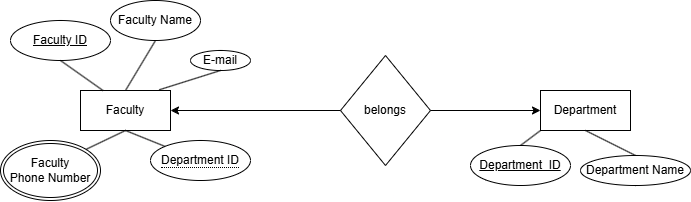 Faculty Name
Faculty ID
E-mail
Faculty
belongs
Department
Faculty
Phone Number
Department ID
Department_ID
Department Name